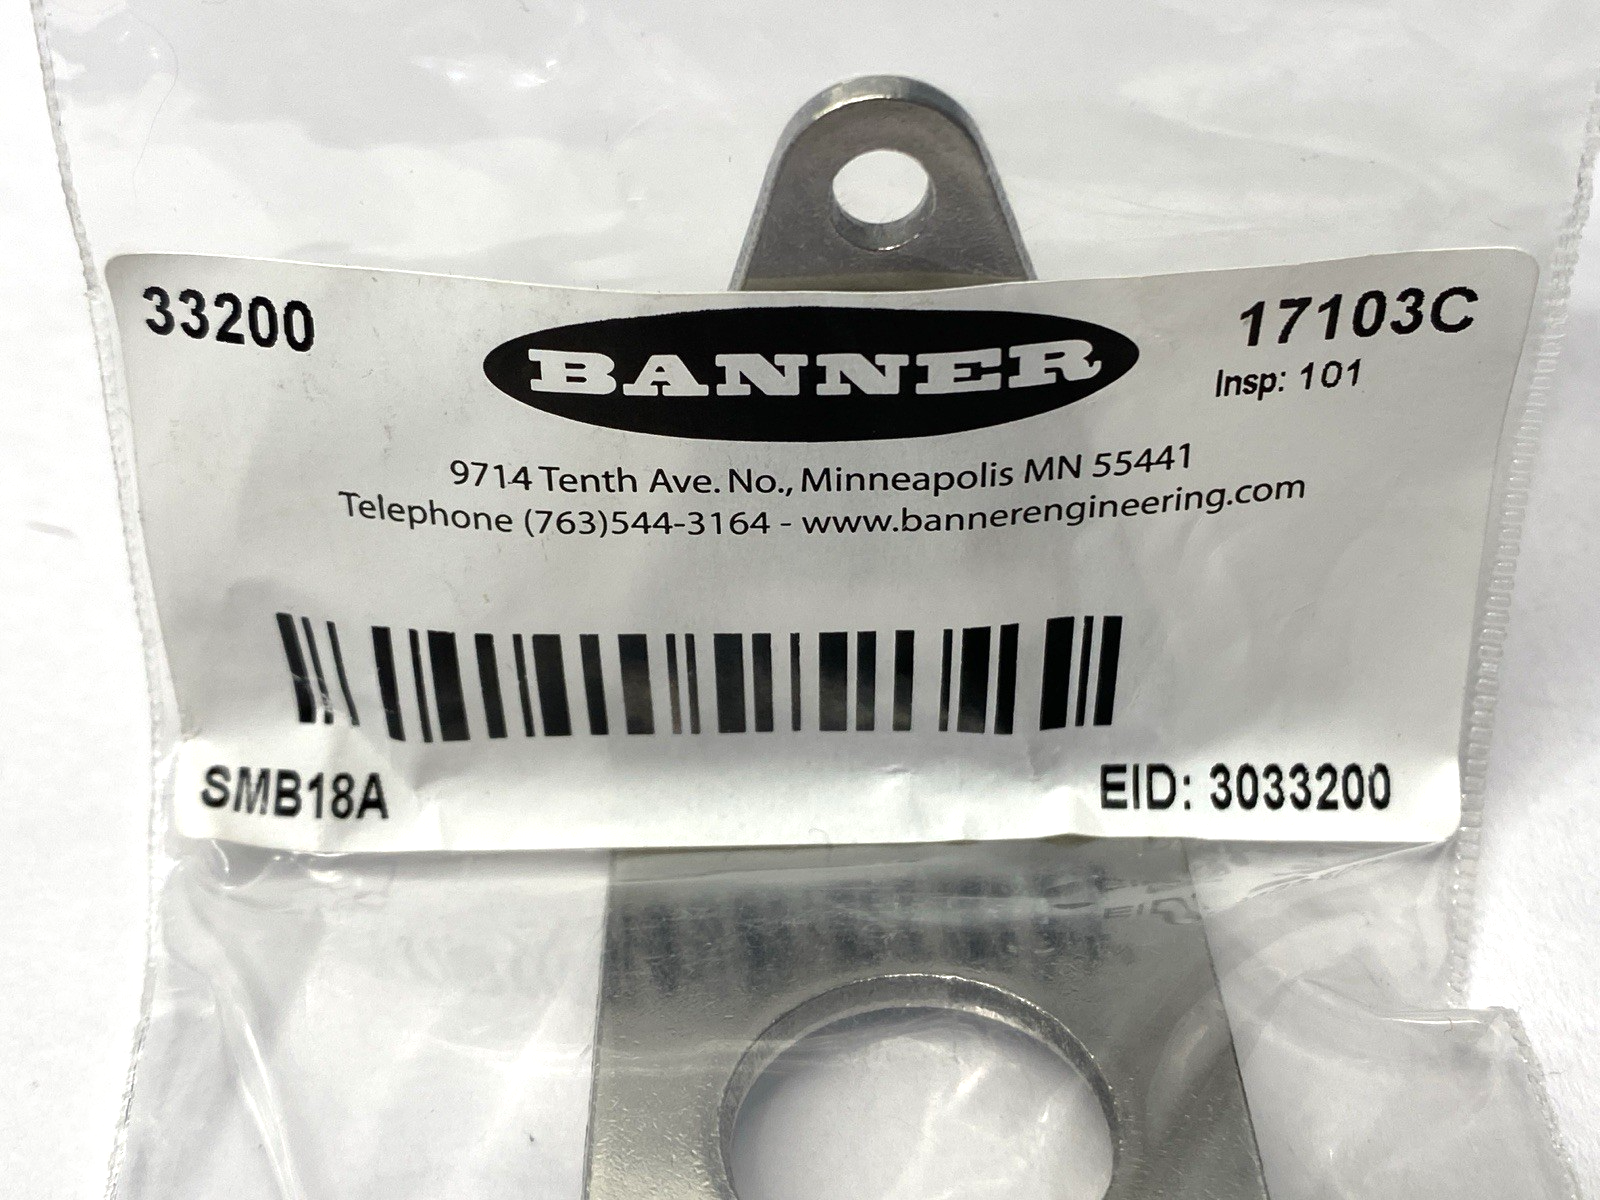 33200
BANNER
17103C
Insp: 101
9714 Tenth Ave. No., Minneapolis MN 55441
Telephone (763)544-3164 - www.bannerengineering.com
SMB18A
EID: 3033200